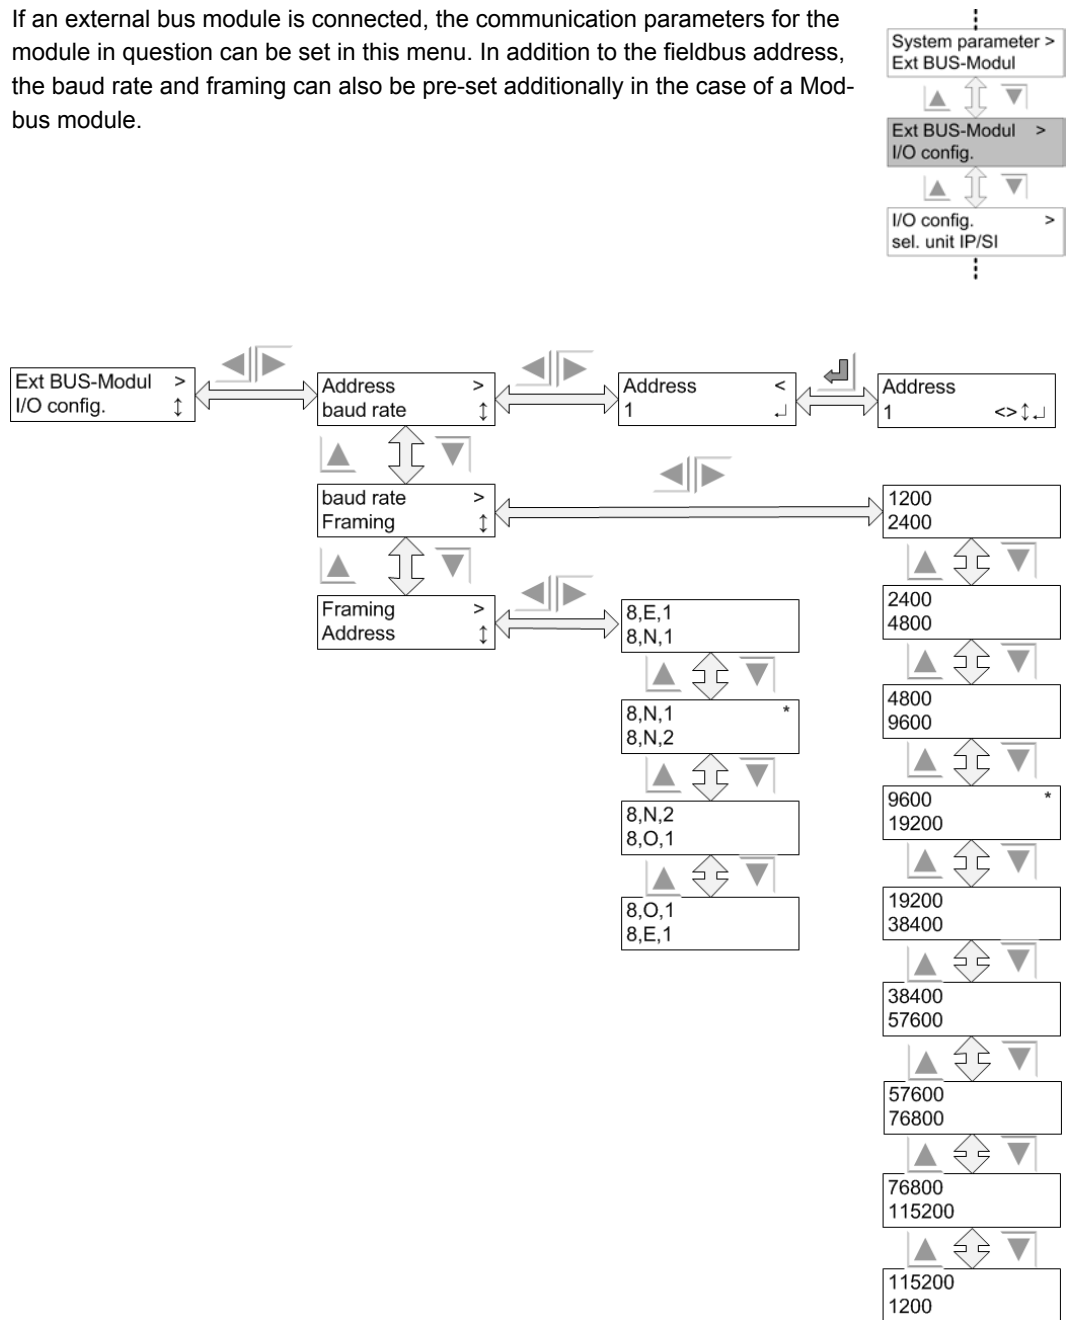 If an external bus module is connected, the communication parameters for the
module in question can be set in this menu. In addition to the fieldbus address,
the baud rate and framing can also be pre-set additionally in the case of a Mod-
bus module.
System parameter >
Ext BUS-Modul
Ext BUS-Modul >
I/O config.
I/O config. >
sel. unit IP/SI
Ext BUS-Modul >
I/O config. ↕
Address >
baud rate ↕
Address <
1 ↵
Address
1 <>↕↵
baud rate >
Framing ↕
Framing >
Address ↕
8,E,1
8,N,1
8,N,1 *
8,N,2
8,N,2
8,O,1
8,O,1
8,E,1
1200
2400
2400
4800
4800
9600
9600 *
19200
19200
38400
38400
57600
57600
76800
76800
115200
115200
1200